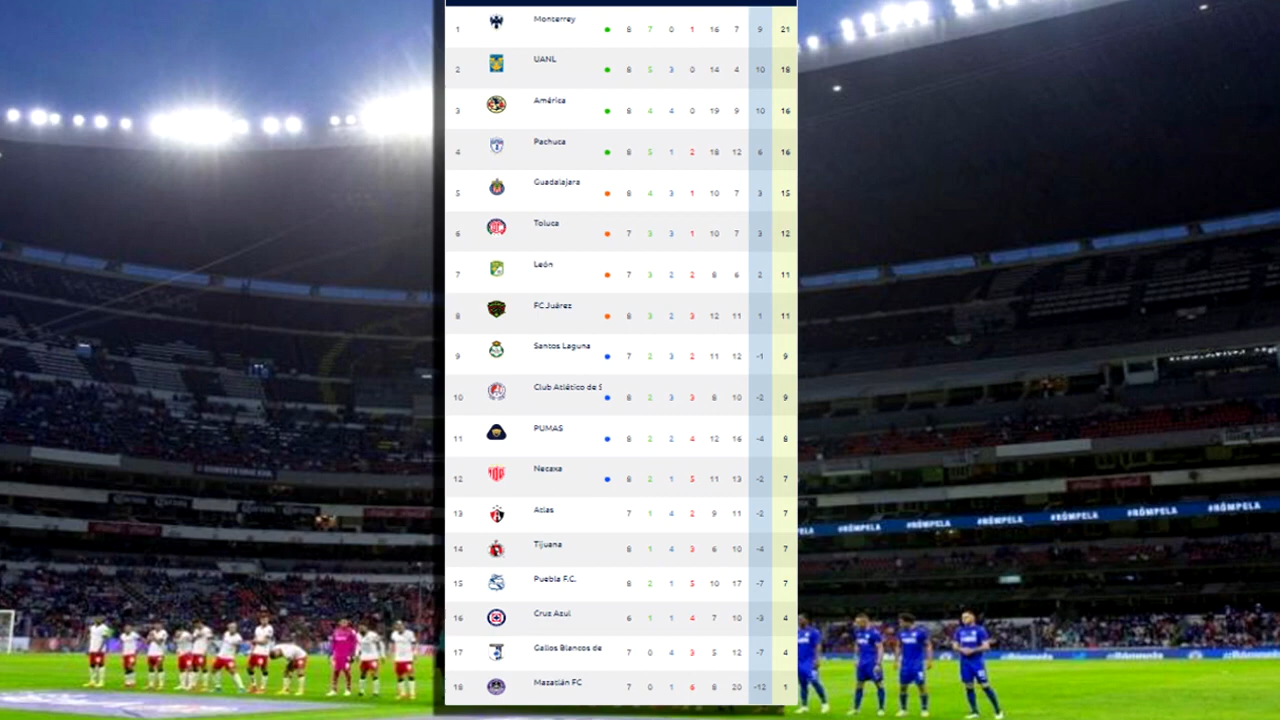 1 Monterrey 8 7 0 1 16 7 9 21
2 UANL 8 5 3 0 14 4 10 18
3 América 8 4 4 0 19 9 10 16
4 Pachuca 8 5 1 2 18 12 6 16
5 Guadalajara 8 4 3 1 10 7 3 15
6 Toluca 7 3 3 1 10 7 3 12
7 León 7 3 2 2 8 6 2 11
8 FC Juárez 8 3 2 3 12 11 1 11
9 Santos Laguna 7 2 3 2 11 12 -1 9
10 Club Atlético de S 8 2 3 3 8 10 -2 9
11 PUMAS 8 2 2 4 12 16 -4 8
12 Necaxa 8 2 1 5 11 13 -2 7
13 Atlas 7 1 4 2 9 11 -2 7
14 Tijuana 8 1 4 3 6 10 -4 7
15 Puebla F.C. 8 2 1 5 10 17 -7 7
16 Cruz Azul 6 1 1 4 7 10 -3 4
17 Gallos Blancos de 7 0 4 3 5 12 -7 4
18 Mazatlán FC 7 0 1 6 8 20 -12 1
#RÓMPELA #RÓMPELA #RÓMPELA #RÓMPELA #RÓMPELA